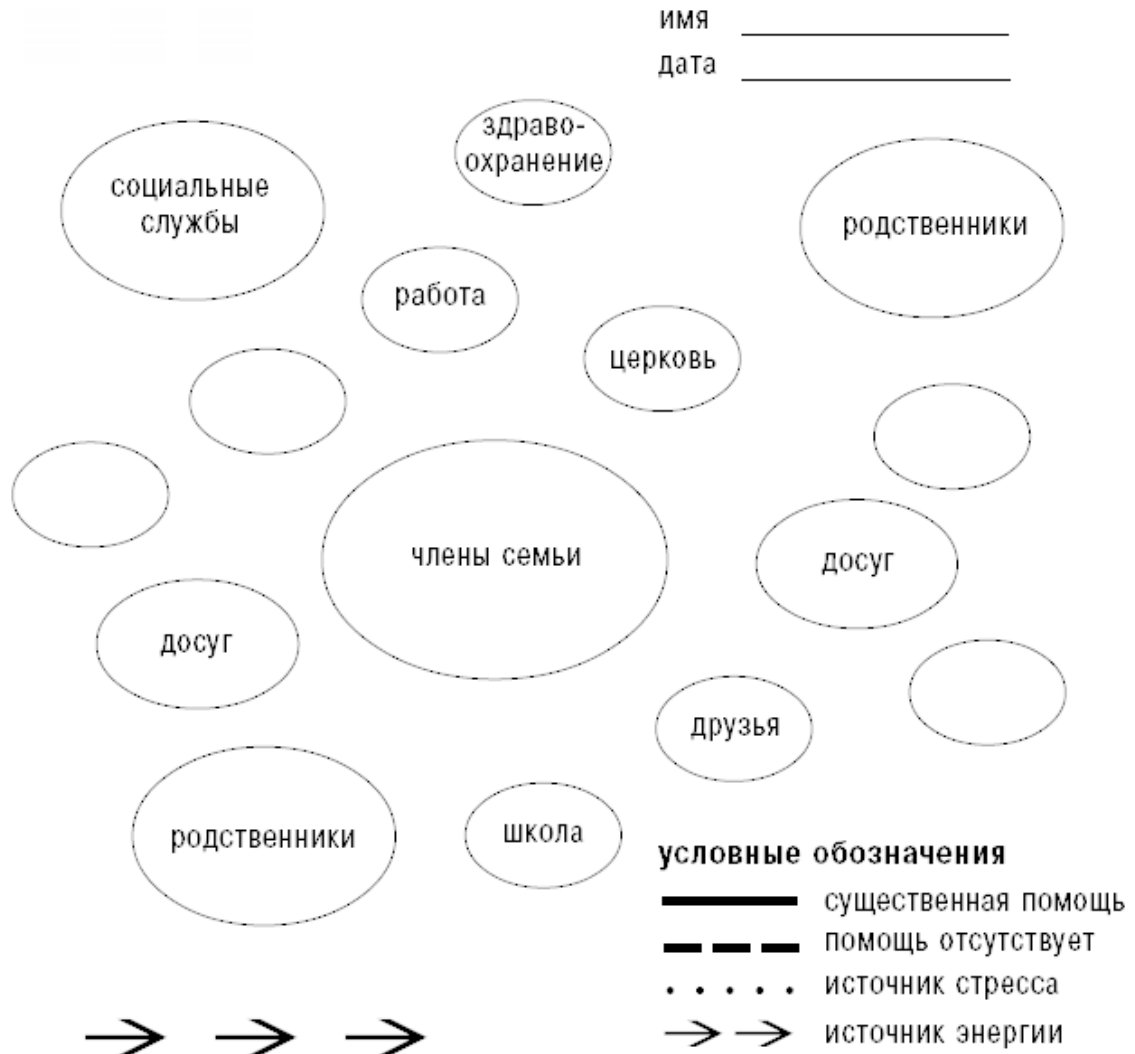 имя
дата
здраво-
охранение
социальные
службы
родственники
работа
церковь
члены семьи
досуг
досуг
друзья
родственники
школа
условные обозначения
существенная помощь
помощь отсутствует
источник стресса
источник энергии